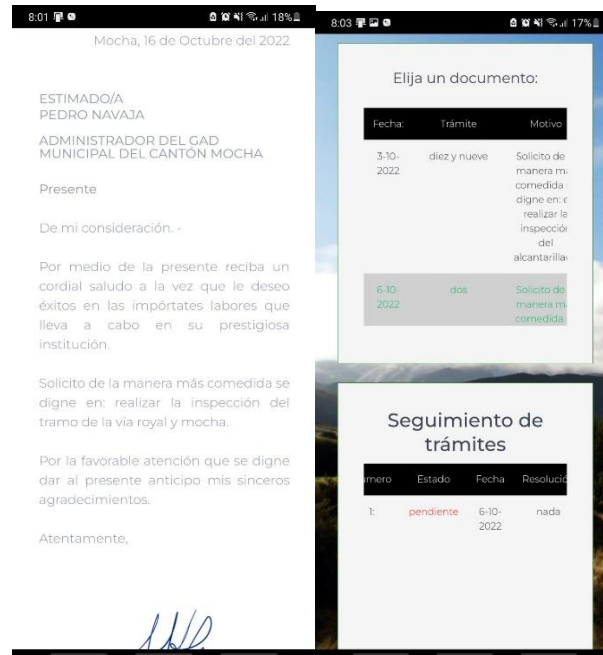 8:01
18%
Mocha, 16 de Octubre del 2022
ESTIMADO/A
PEDRO NAVAJA
ADMINISTRADOR DEL GAD
MUNICIPAL DEL CANTÓN MOCHA
Presente
De mi consideración. -
Por medio de la presente reciba un
cordial saludo a la vez que le deseo
éxitos en las impórtates labores que
lleva a cabo en su prestigiosa
institución.
Solicito de la manera más comedida se
digne en: realizar la inspección del
tramo de la vía royal y mocha.
Por la favorable atención que se digne
dar al presente anticipo mis sinceros
agradecimientos.
Atentamente,
8:03
17%
Elija un documento:
Fecha: Trámite Motivo
3-10- diez y nueve Solicito de
2022 manera m
comedida
digne en: e
realizar la
inspección
del
alcantarilla
6-10- dos Solicito de
2022 manera m
comedida
Seguimiento de
trámites
umero Estado Fecha Resolució
1: pendiente 6-10- nada
2022